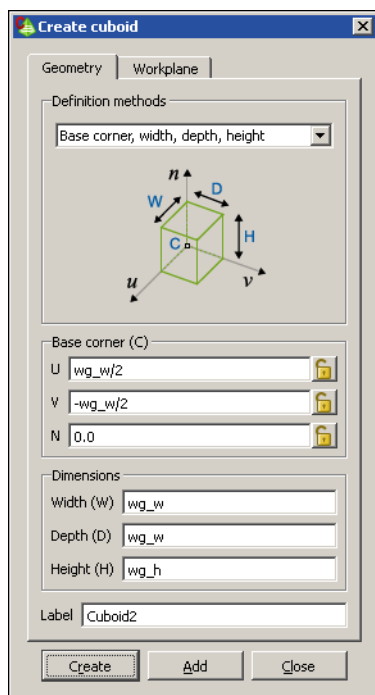 Create cuboid
Geometry Workplane
Definition methods
Base corner, width, depth, height
n
D
W
H
C
u
v
Base corner (C)
U wg_w/2
V -wg_w/2
N 0.0
Dimensions
Width (W) wg_w
Depth (D) wg_w
Height (H) wg_h
Label Cuboid2
Create Add Close